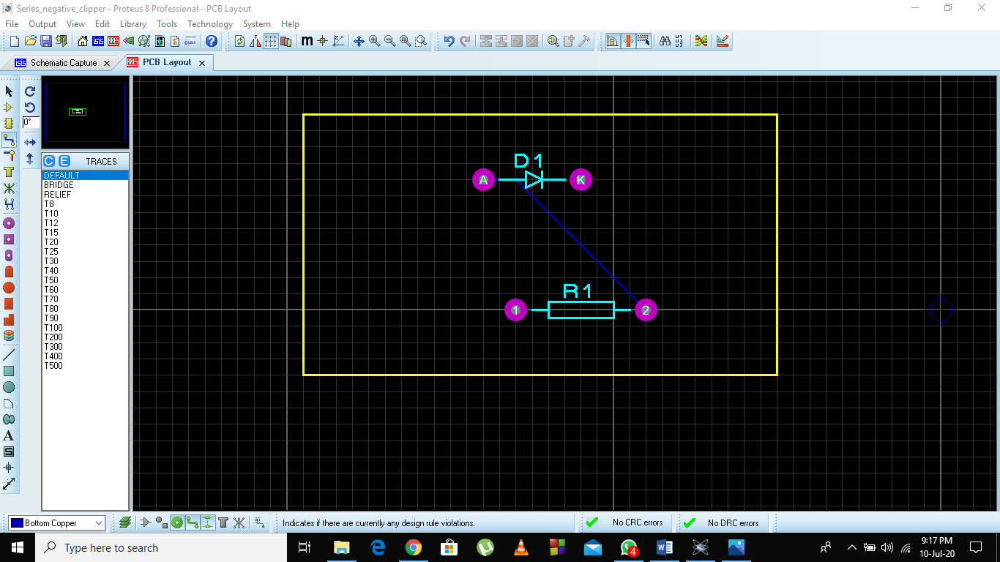 Series_negative_clipper - Proteus 8 Professional - PCB Layout
File Output View Edit Library Tools Technology System Help
Schematic Capture
PCB Layout
0°
C E TRACES
DEFAULT
BRIDGE
RELIEF
T8
T10
T12
T15
T20
T25
T30
T40
T50
T60
T70
T80
T90
T100
T200
T300
T400
T500
D1
A K
R1
1 2
Bottom Copper
Indicates if there are currently any design rule violations.
No CRC errors
No DRC errors
Type here to search
4
9:17 PM
10-Jul-20